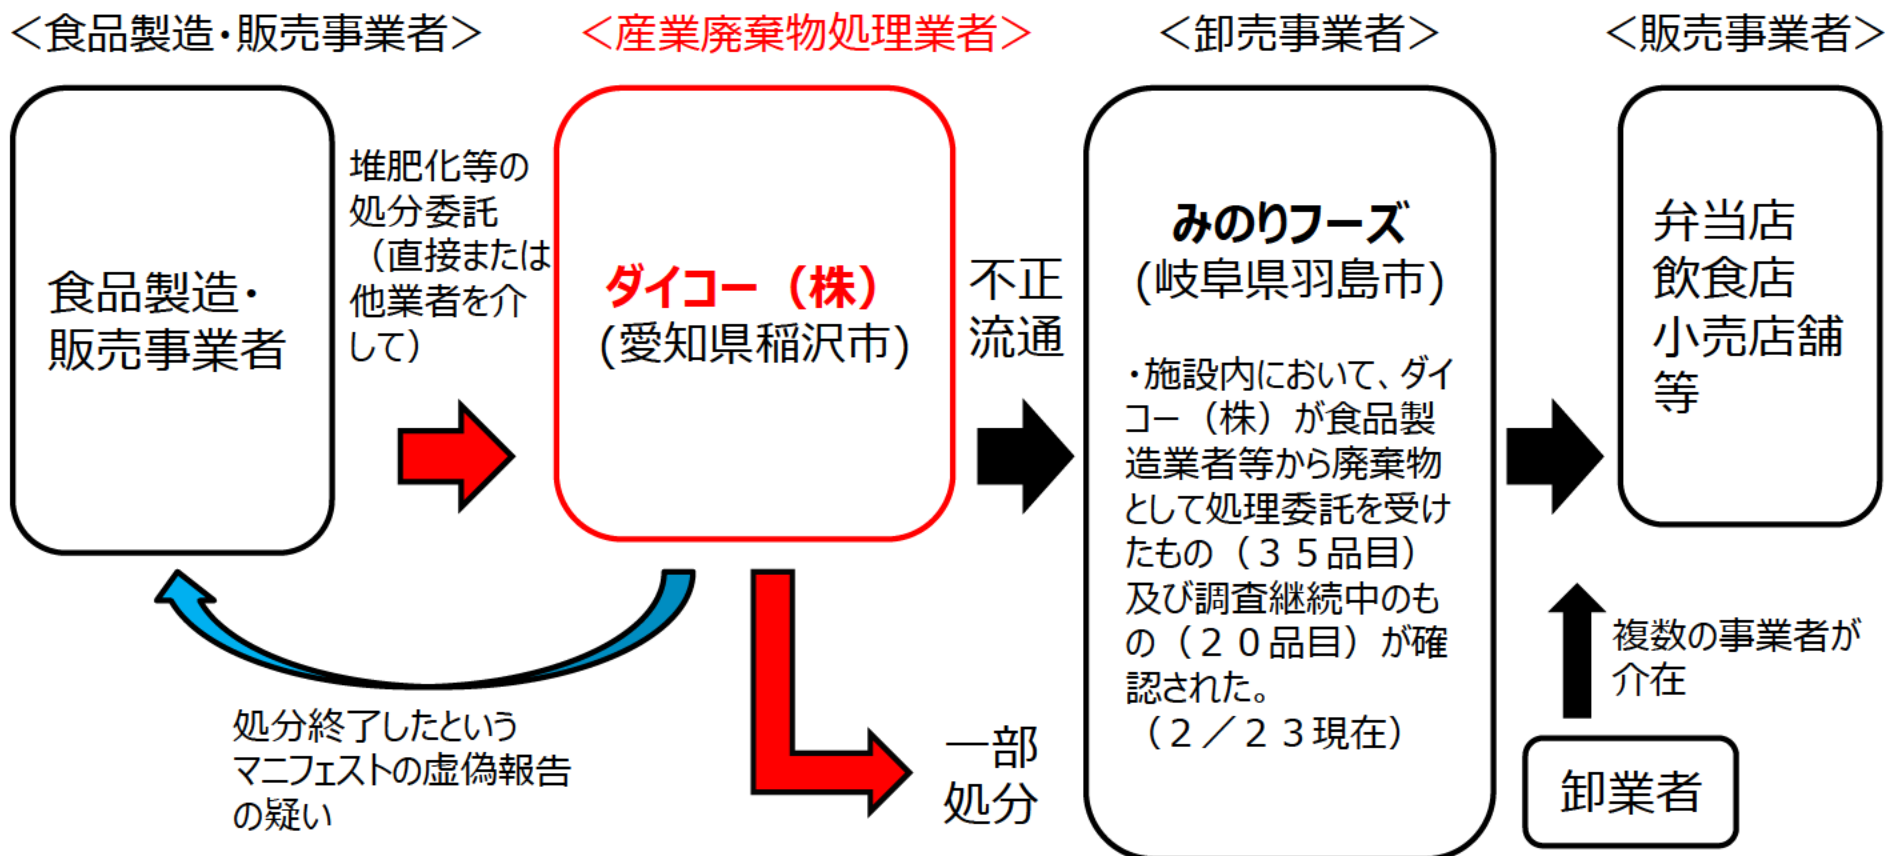 ＜食品製造・販売事業者＞
＜産業廃棄物処理業者＞
＜卸売事業者＞
＜販売事業者＞
食品製造・
販売事業者
堆肥化等の
処分委託
（直接または
他業者を介
して）
ダイコー（株）
(愛知県稲沢市)
不正
流通
みのりフーズ
(岐阜県羽島市)
・施設内において、ダイ
コー（株）が食品製
造業者等から廃棄物
として処理委託を受け
たもの（３５品目）
及び調査継続中のも
の（２０品目）が確
認された。
（２／２３現在）
弁当店
飲食店
小売店舗
等
処分終了したという
マニフェストの虚偽報告
の疑い
一部
処分
複数の事業者が
介在
卸業者